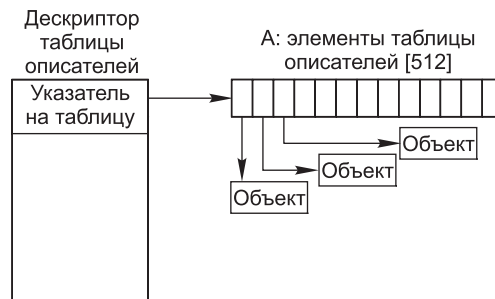 Дескриптор
таблицы
описателей
Указатель
на таблицу
А: элементы таблицы
описателей [512]
Объект
Объект
Объект